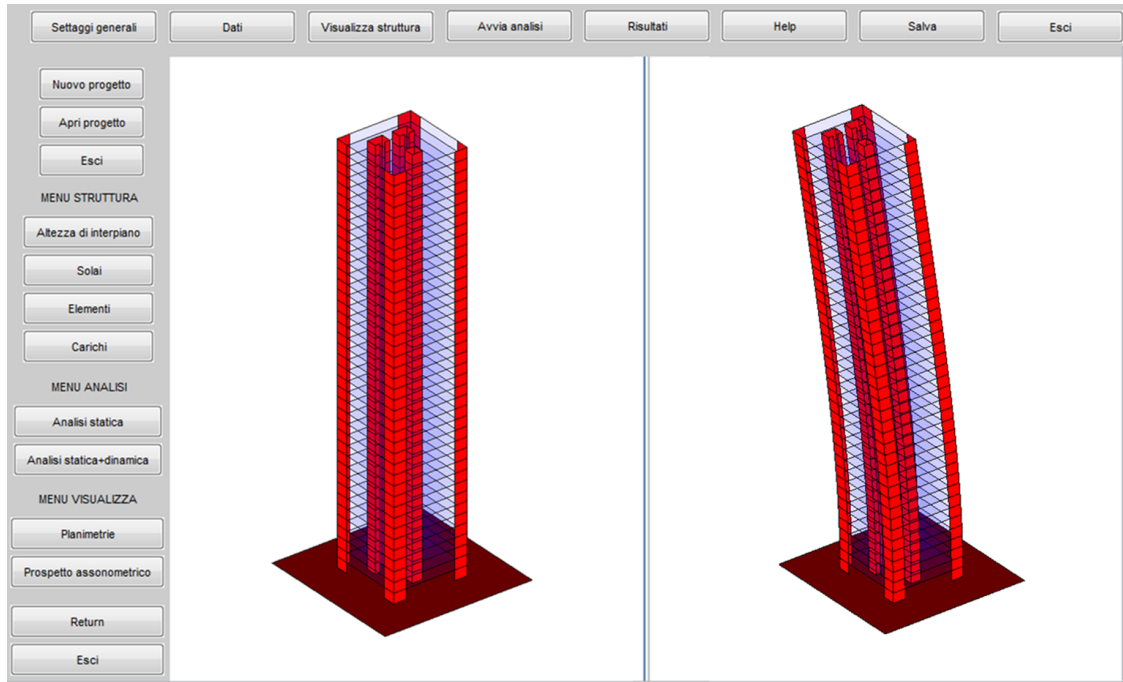 Settaggi generali
Dati
Visualizza struttura
Avvia analisi
Risultati
Help
Salva
Esci
Nuovo progetto
Apri progetto
Esci
MENU STRUTTURA
Altezza di interpiano
Solai
Elementi
Carichi
MENU ANALISI
Analisi statica
Analisi statica+dinamica
MENU VISUALIZZA
Planimetrie
Prospetto assonometrico
Return
Esci